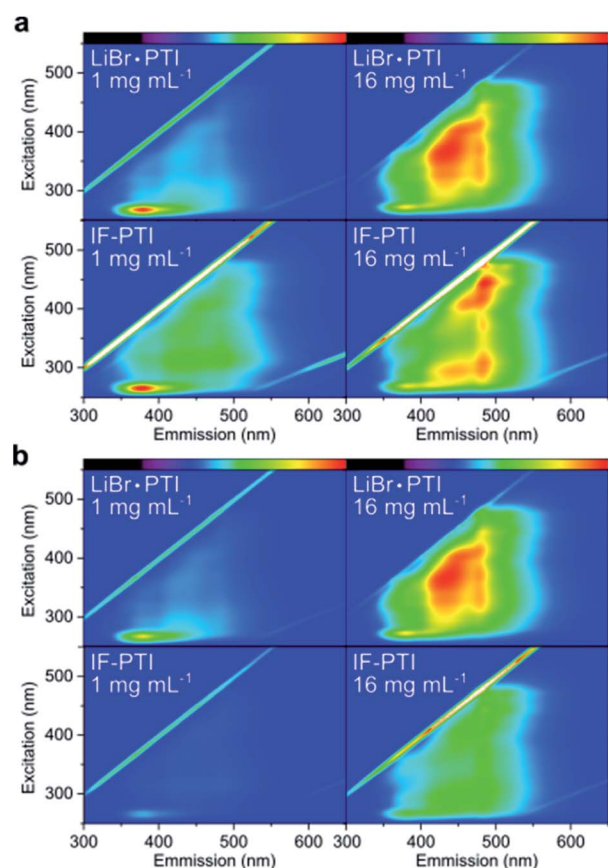 a
LiBr•PTI
1 mg mL⁻¹
LiBr•PTI
16 mg mL⁻¹
500
400
300
Excitation (nm)
IF-PTI
1 mg mL⁻¹
IF-PTI
16 mg mL⁻¹
500
400
300
Excitation (nm)
300 400 500 600 300 400 500 600
Emmission (nm) Emmission (nm)
b
LiBr•PTI
1 mg mL⁻¹
LiBr•PTI
16 mg mL⁻¹
500
400
300
Excitation (nm)
IF-PTI
1 mg mL⁻¹
IF-PTI
16 mg mL⁻¹
500
400
300
Excitation (nm)
300 400 500 600 300 400 500 600
Emmission (nm) Emmission (nm)